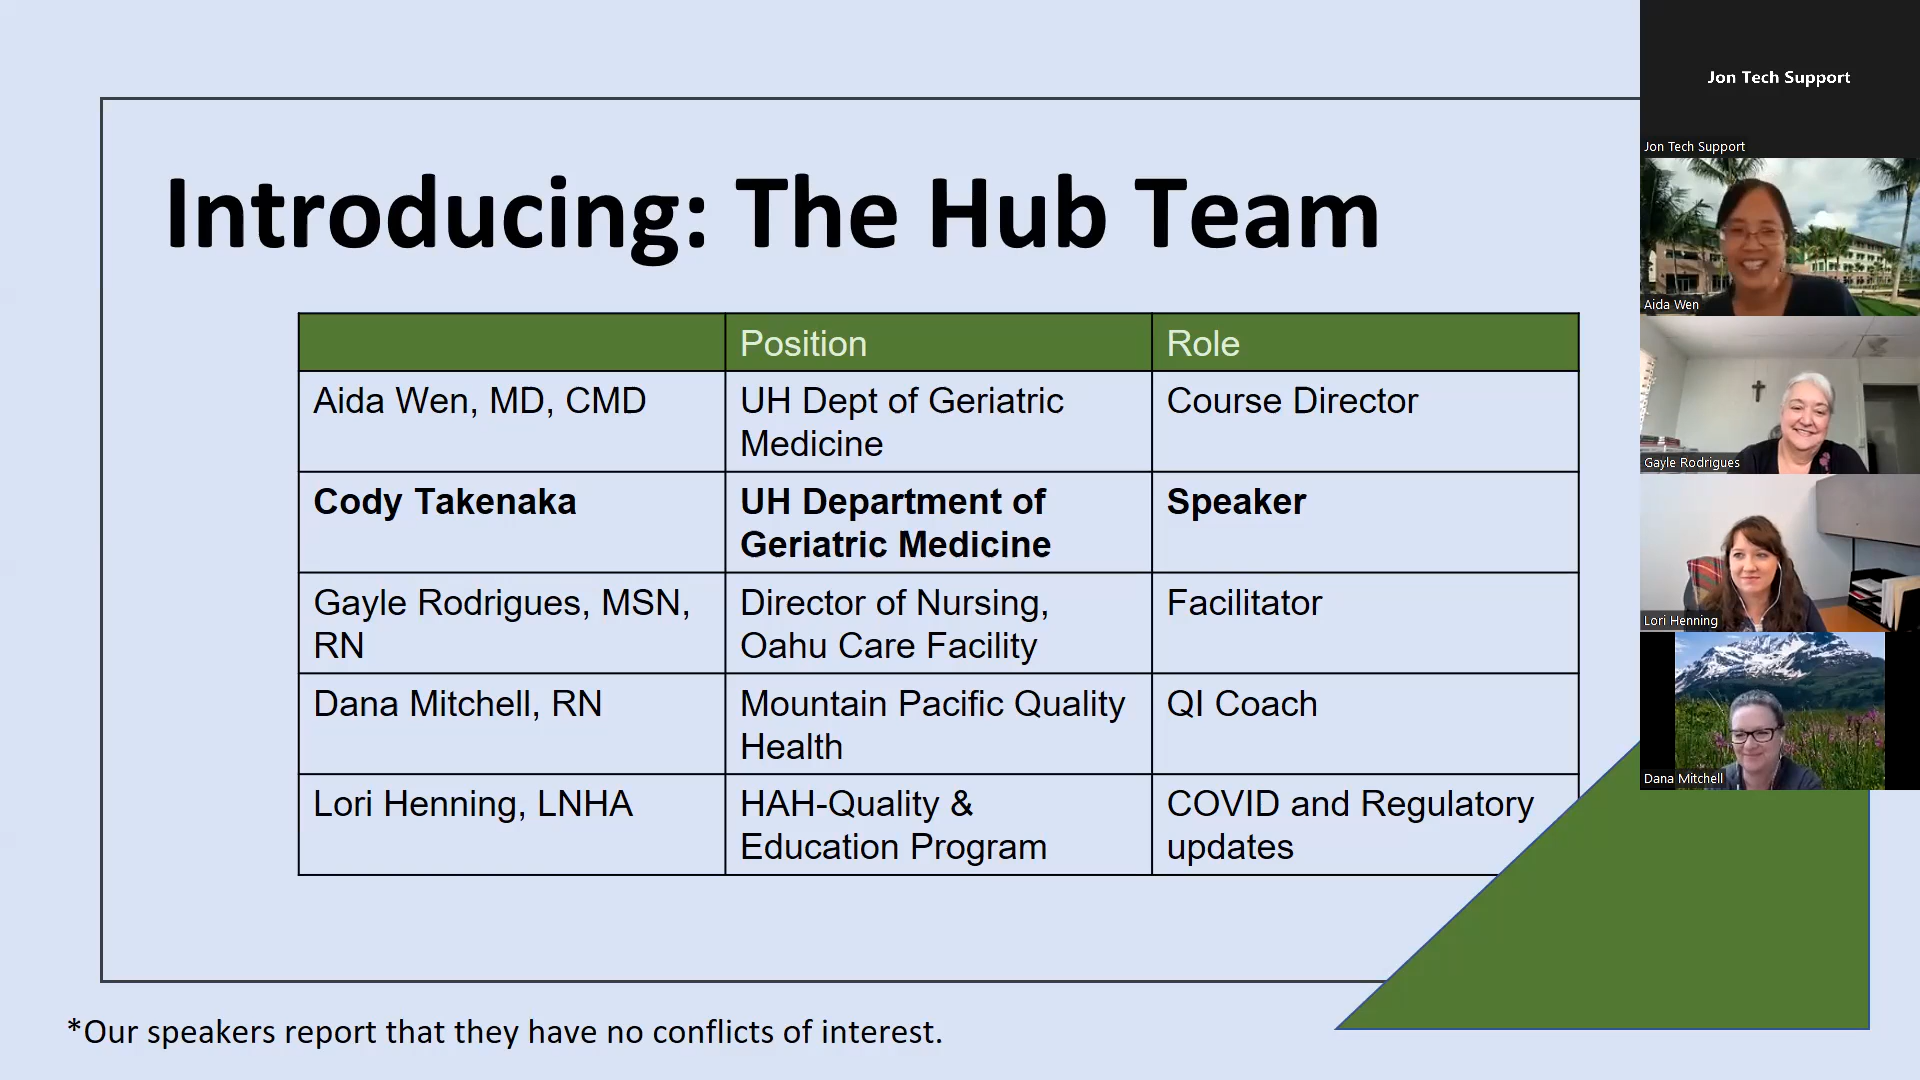 Introducing: The Hub Team
Position
Role
Aida Wen, MD, CMD
UH Dept of Geriatric
Medicine
Course Director
Cody Takenaka
UH Department of
Geriatric Medicine
Speaker
Gayle Rodrigues, MSN,
RN
Director of Nursing,
Oahu Care Facility
Facilitator
Dana Mitchell, RN
Mountain Pacific Quality
Health
QI Coach
Lori Henning, LNHA
HAH-Quality &
Education Program
COVID and Regulatory
updates
*Our speakers report that they have no conflicts of interest.
Jon Tech Support
Jon Tech Support
Aida Wen
Gayle Rodrigues
Lori Henning
Dana Mitchell